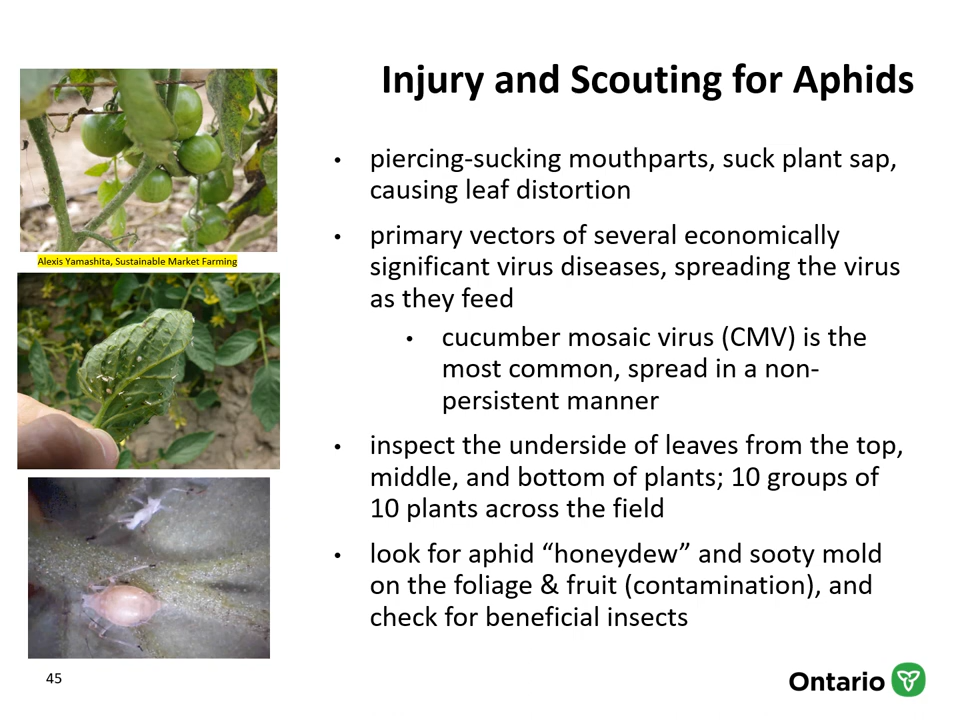 Injury and Scouting for Aphids
Alexis Yamashita, Sustainable Market Farming
• piercing-sucking mouthparts, suck plant sap,
causing leaf distortion
• primary vectors of several economically
significant virus diseases, spreading the virus
as they feed
• cucumber mosaic virus (CMV) is the
most common, spread in a non-
persistent manner
• inspect the underside of leaves from the top,
middle, and bottom of plants; 10 groups of
10 plants across the field
• look for aphid “honeydew” and sooty mold
on the foliage & fruit (contamination), and
check for beneficial insects
45
Ontario